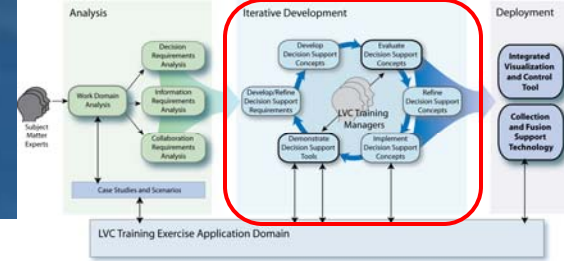 Analysis
Iterative Development
Deployment
Decision
Requirements
Analysis
Work Domain
Analysis
Information
Requirements
Analysis
Collaboration
Requirements
Analysis
Subject
Matter
Experts
Case Studies and Scenarios
Develop
Decision Support
Concepts
Evaluate
Decision Support
Concepts
Develop/Refine
Decision Support
Requirements
LVC Training
Managers
Refine
Decision Support
Concepts
Demonstrate
Decision Support
Tools
Implement
Decision Support
Concepts
Integrated
Visualization
and Control
Tool
Collection
and Fusion
Support
Technology
LVC Training Exercise Application Domain